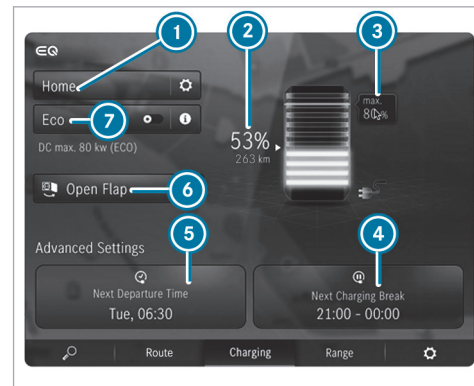 1
2
3
EQ
Home
max.
80 %
Eco
7
53%
263 km
DC max. 80 kw (ECO)
Open Flap
6
5
4
Advanced Settings
Next Departure Time
Tue, 06:30
Next Charging Break
21:00 - 00:00
Route
Charging
Range